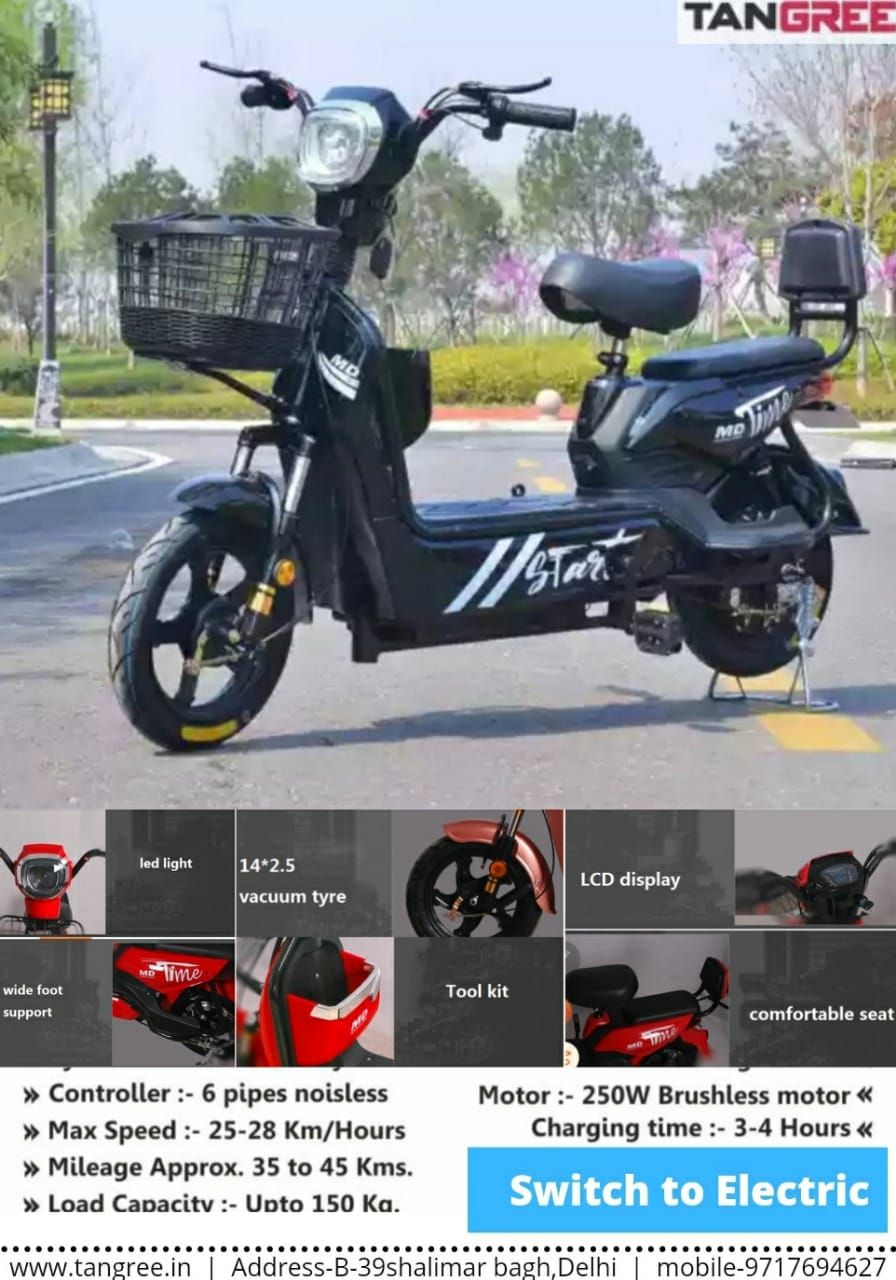 TANGREE
MD
MD Time
Start
led light
14*2.5
vacuum tyre
LCD display
wide foot
support
MD Time
MD
Tool kit
MD Time
comfortable seat
» Controller :- 6 pipes noisless
» Max Speed :- 25-28 Km/Hours
» Mileage Approx. 35 to 45 Kms.
» Load Capacity :- Upto 150 Kg.
Motor :- 250W Brushless motor «
Charging time :- 3-4 Hours «
Switch to Electric
www.tangree.in | Address-B-39shalimar bagh,Delhi | mobile-9717694627